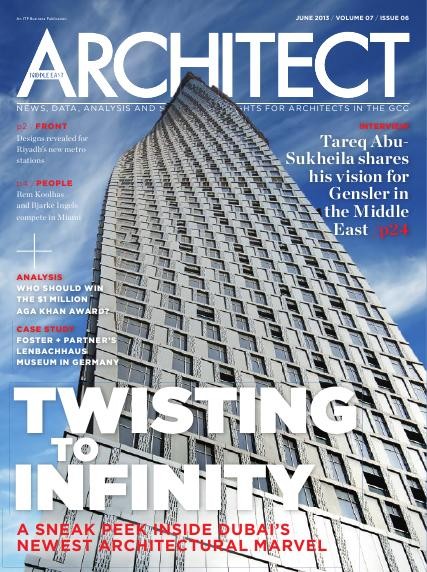 An ITP Business Publication
JUNE 2013 / VOLUME 07 / ISSUE 06
ARCHITECT
MIDDLE EAST
NEWS, DATA, ANALYSIS AND S GHTS FOR ARCHITECTS IN THE GCC
p2 / FRONT
Designs revealed for
Riyadh's new metro
stations
p4 / PEOPLE
Rem Koolhas
and Bjarke Ingels
compete in Miami
INTERVIEW
Tareq Abu-
Sukheila shares
his vision for
Gensler in
the Middle
East p24
ANALYSIS
WHO SHOULD WIN
THE $1 MILLION
AGA KHAN AWARD?
CASE STUDY
FOSTER + PARTNER'S
LENBACHHAUS
MUSEUM IN GERMANY
TWISTING
TO
INFINITY
A SNEAK PEEK INSIDE DUBAI'S
NEWEST ARCHITECTURAL MARVEL